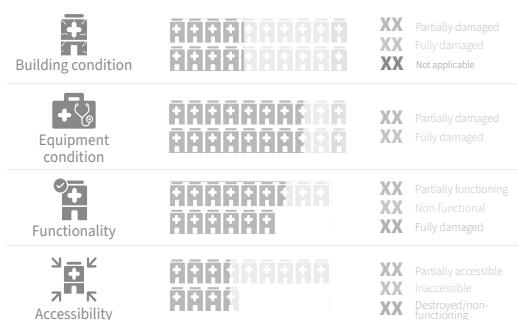 Building condition
XX Partially damaged
XX Fully damaged
XX Not applicable
Equipment
condition
XX Partially damaged
XX Fully damaged
Functionality
XX Partially functioning
XX Non-functional
XX Fully damaged
Accessibility
XX Partially accessible
XX Inaccessible
XX Destroyed/non-
functioning